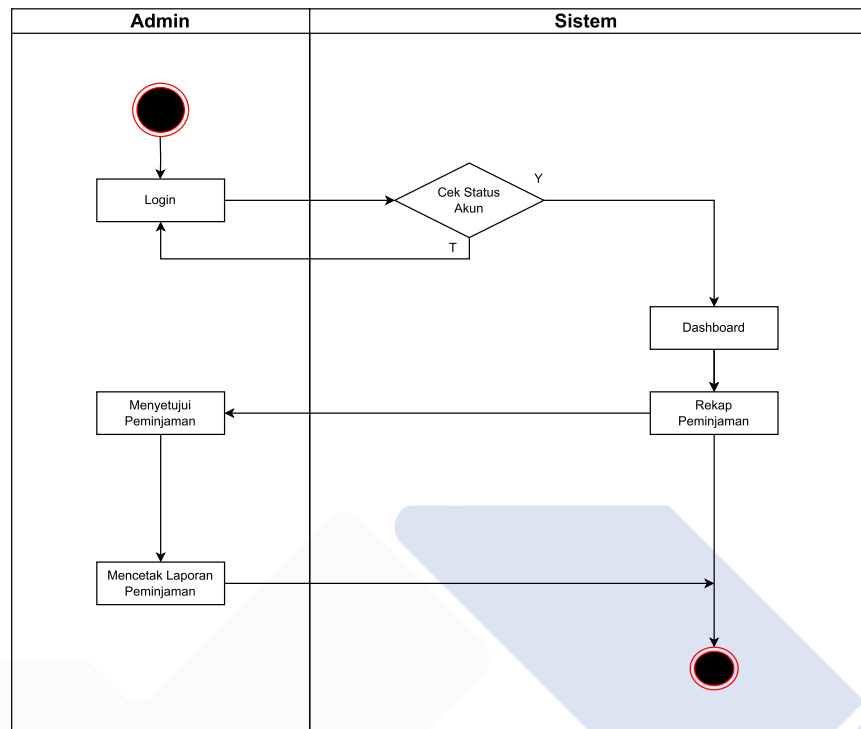 Admin
Sistem
Login
Cek Status
Akun
Y
T
Dashboard
Menyetujui
Peminjaman
Rekap
Peminjaman
Mencetak Laporan
Peminjaman